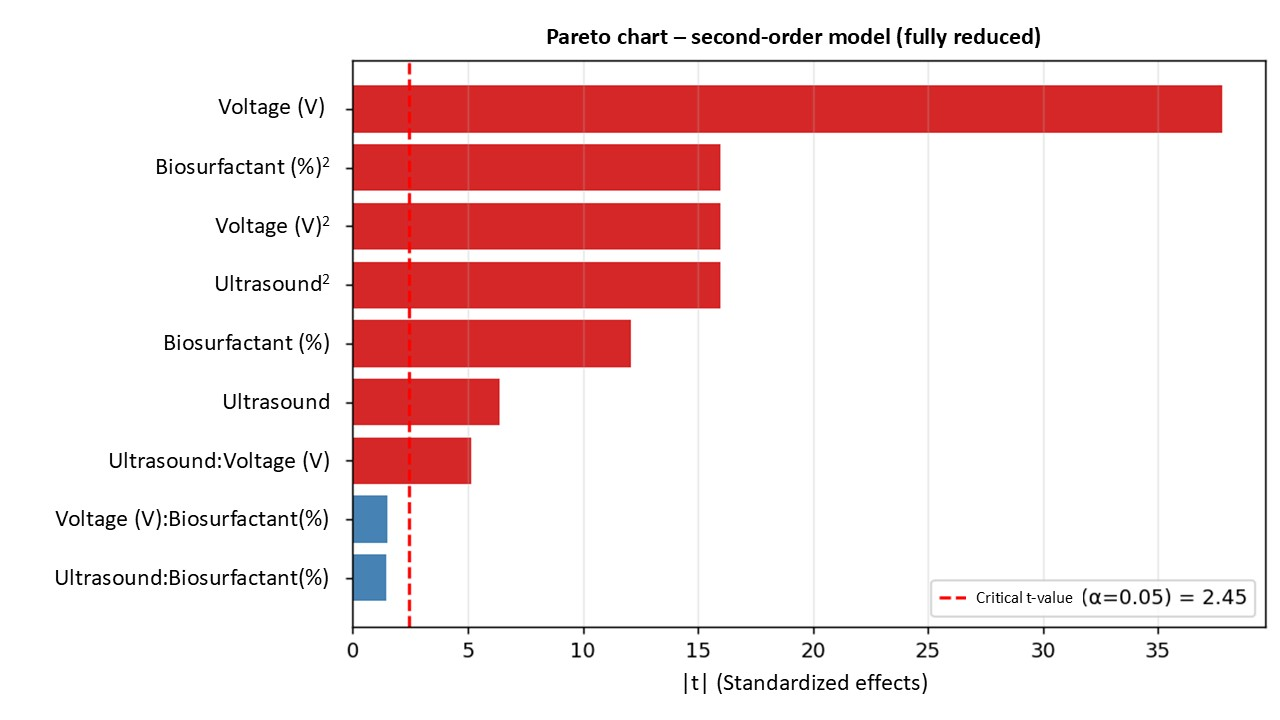 Pareto chart – second-order model (fully reduced)
Voltage (V)
Biosurfactant (%)²
Voltage (V)²
Ultrasound²
Biosurfactant (%)
Ultrasound
Ultrasound:Voltage (V)
Voltage (V):Biosurfactant(%)
Ultrasound:Biosurfactant(%)
Critical t-value (α=0.05) = 2.45
0 5 10 15 20 25 30 35
|t| (Standardized effects)